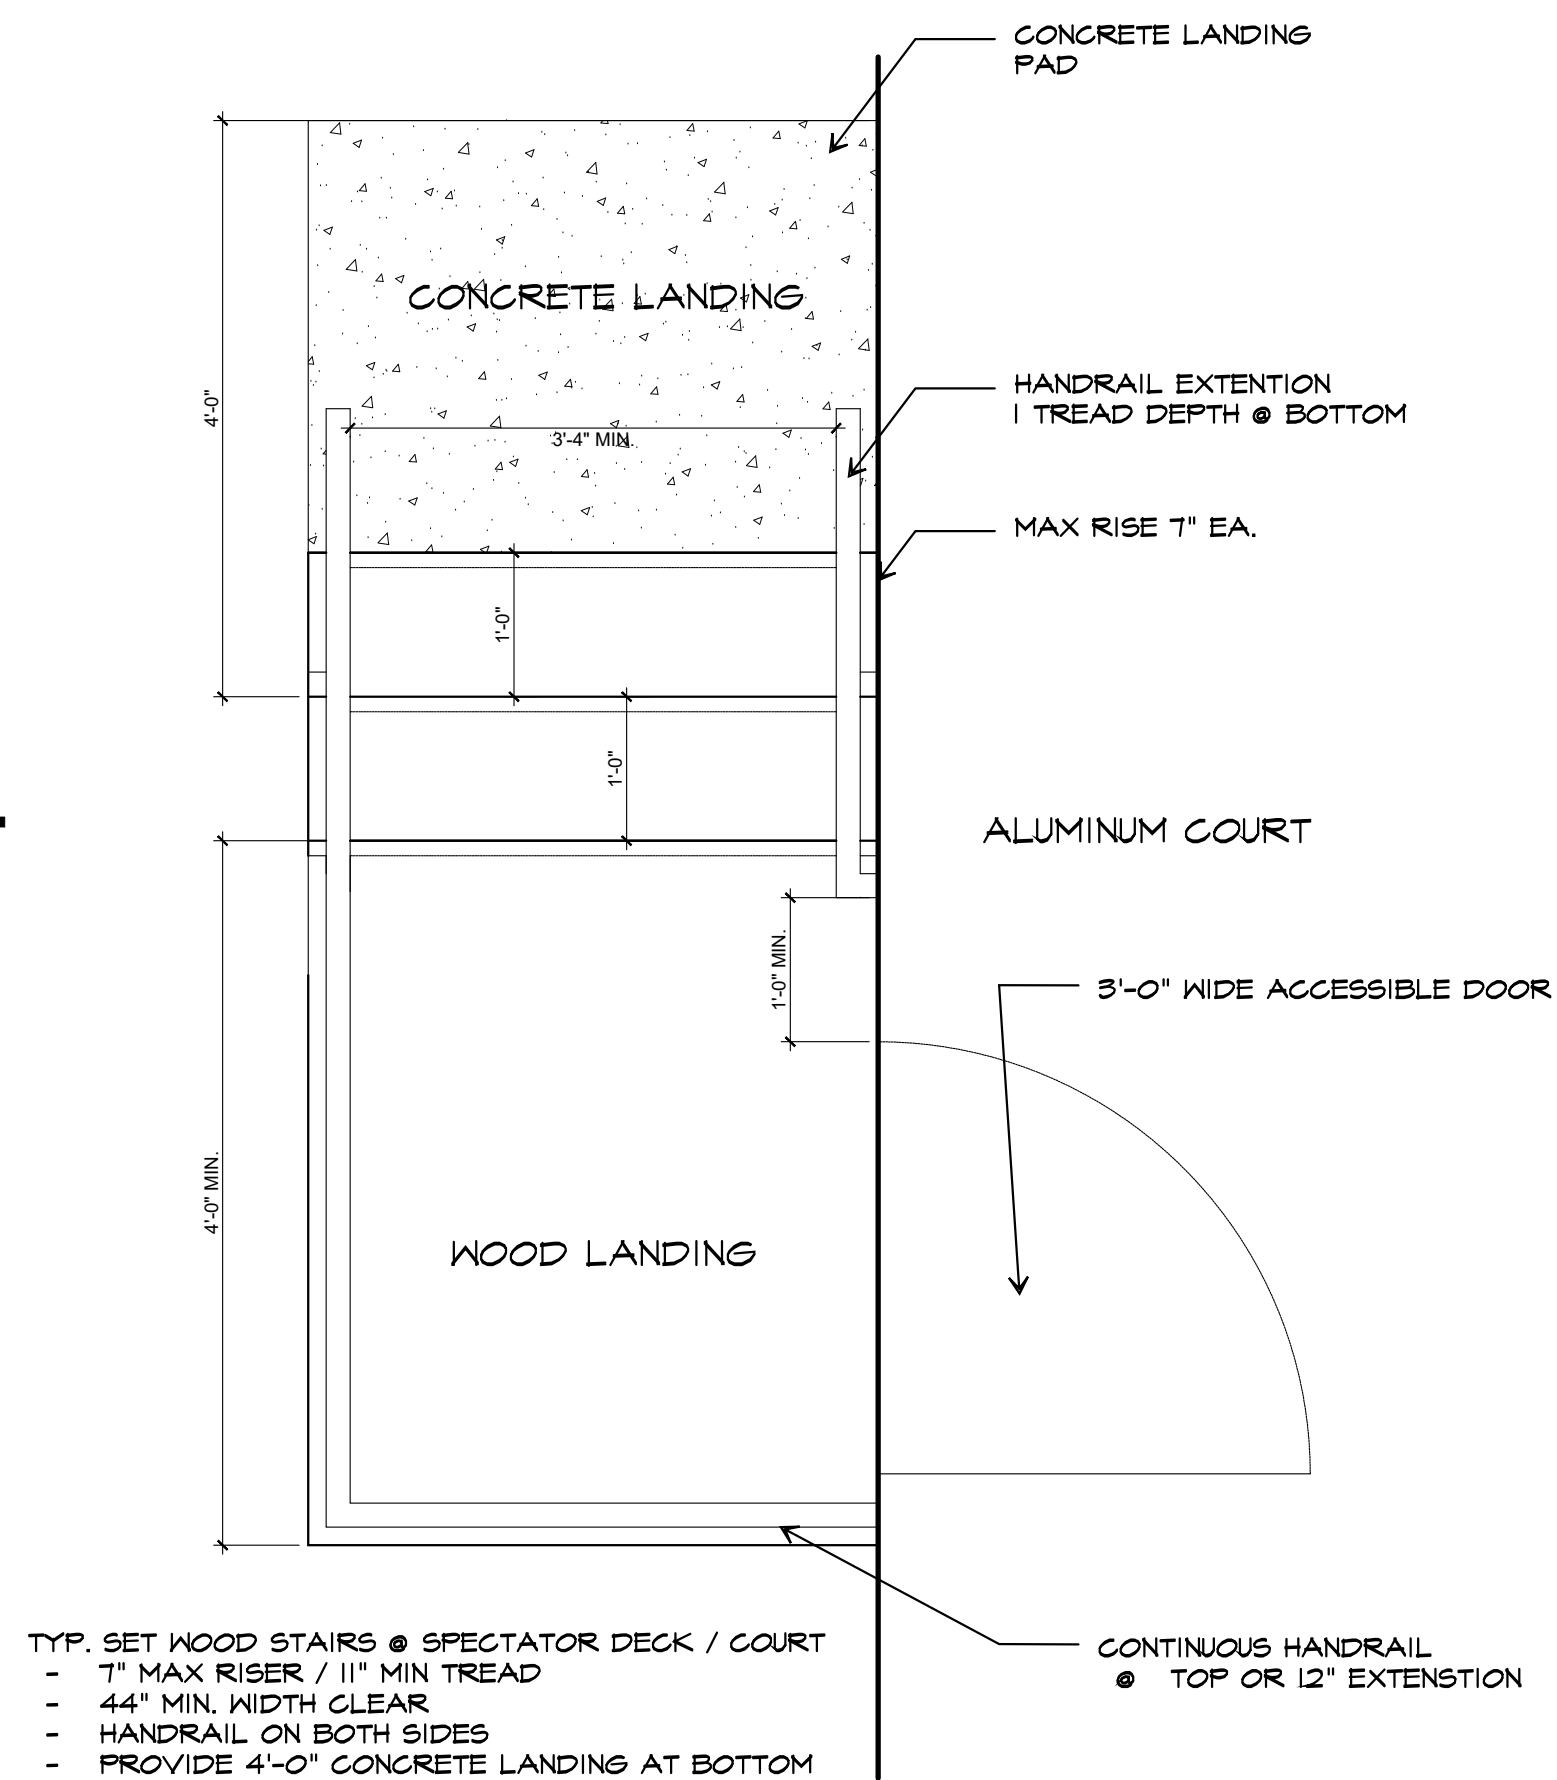 CONCRETE LANDING
PAD
CONCRETE LANDING
4'-0"
HANDRAIL EXTENTION
1 TREAD DEPTH @ BOTTOM
3'-4" MIN.
MAX RISE 7" EA.
1'-0"
1'-0"
ALUMINUM COURT
1'-0" MIN.
3'-0" WIDE ACCESSIBLE DOOR
4'-0" MIN.
WOOD LANDING
TYP. SET WOOD STAIRS @ SPECTATOR DECK / COURT
- 7" MAX RISER / 11" MIN TREAD
- 44" MIN. WIDTH CLEAR
- HANDRAIL ON BOTH SIDES
- PROVIDE 4'-0" CONCRETE LANDING AT BOTTOM
CONTINUOUS HANDRAIL
@ TOP OR 12" EXTENSTION